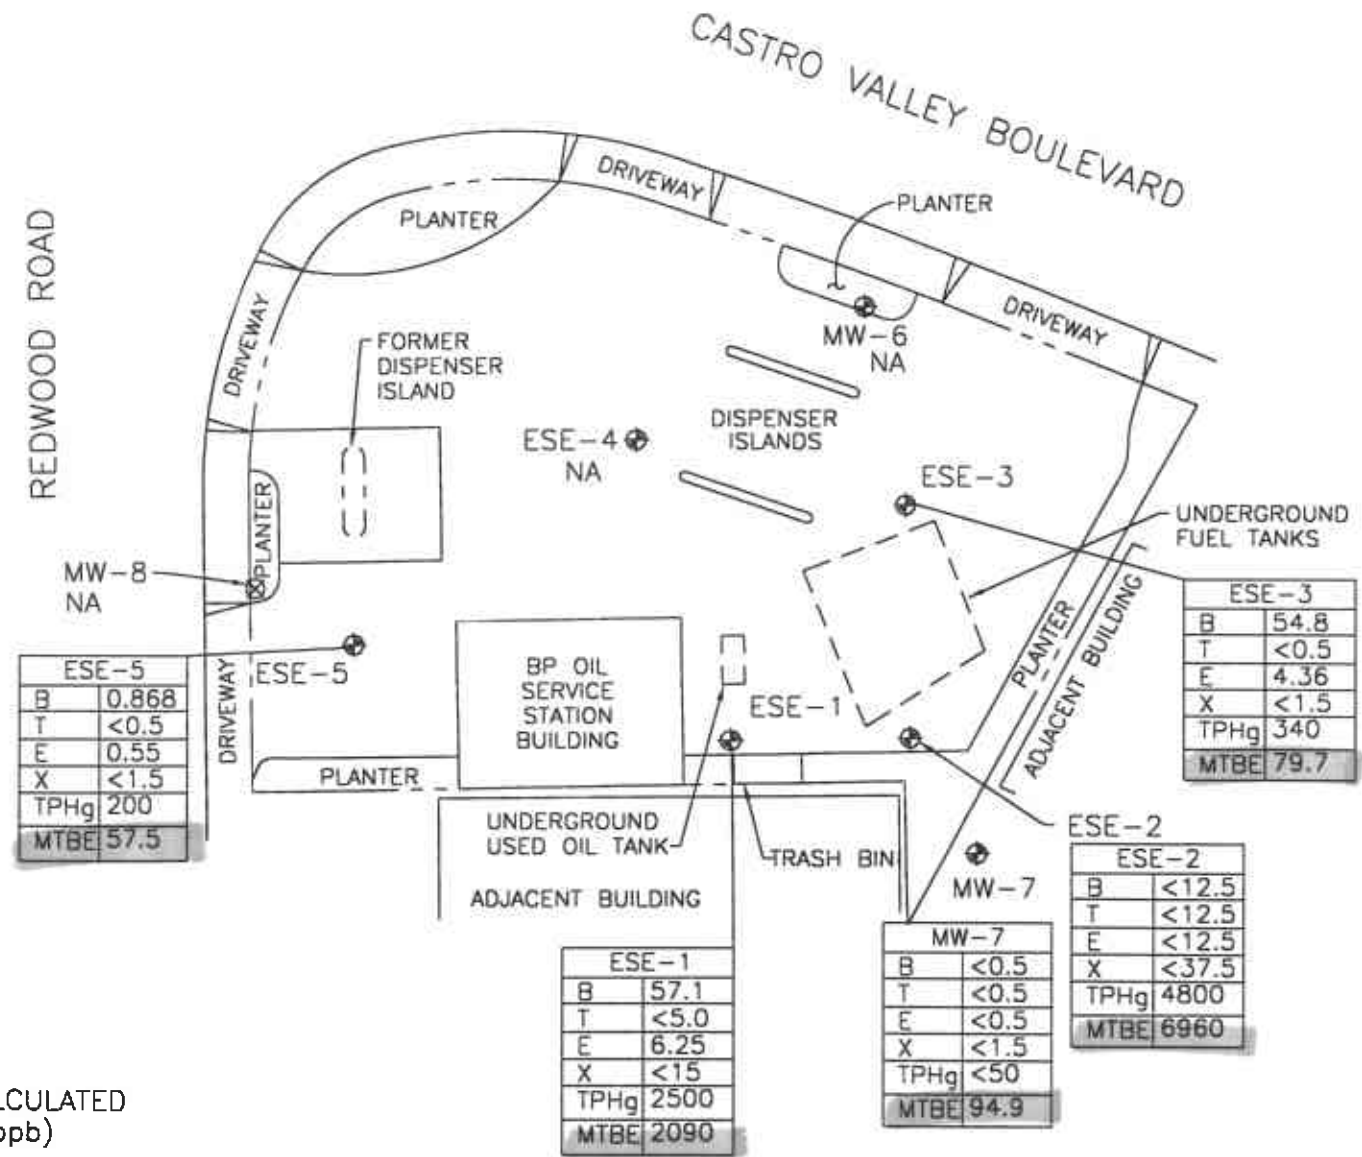 CASTRO VALLEY BOULEVARD
REDWOOD ROAD
DRIVEWAY
PLANTER
PLANTER
DRIVEWAY
DRIVEWAY
FORMER
DISPENSER
ISLAND
MW-6
NA
DISPENSER
ISLANDS
ESE-4
NA
ESE-3
UNDERGROUND
FUEL TANKS
PLANTER
MW-8
NA
PLANTER
ADJACENT BUILDING
ESE-3
B 54.8
T <0.5
E 4.36
X <1.5
TPHg 340
MTBE 79.7
ESE-5
ESE-5
B 0.868
T <0.5
E 0.55
X <1.5
TPHg 200
MTBE 57.5
DRIVEWAY
BP OIL
SERVICE
STATION
BUILDING
ESE-1
PLANTER
UNDERGROUND
USED OIL TANK
TRASH BIN
ADJACENT BUILDING
ESE-2
MW-7
ESE-2
B <12.5
T <12.5
E <12.5
X <37.5
TPHg 4800
MTBE 6960
MW-7
B <0.5
T <0.5
E <0.5
X <1.5
TPHg <50
MTBE 94.9
ESE-1
B 57.1
T <5.0
E 6.25
X <15
TPHg 2500
MTBE 2090
LCULATED
ppb)